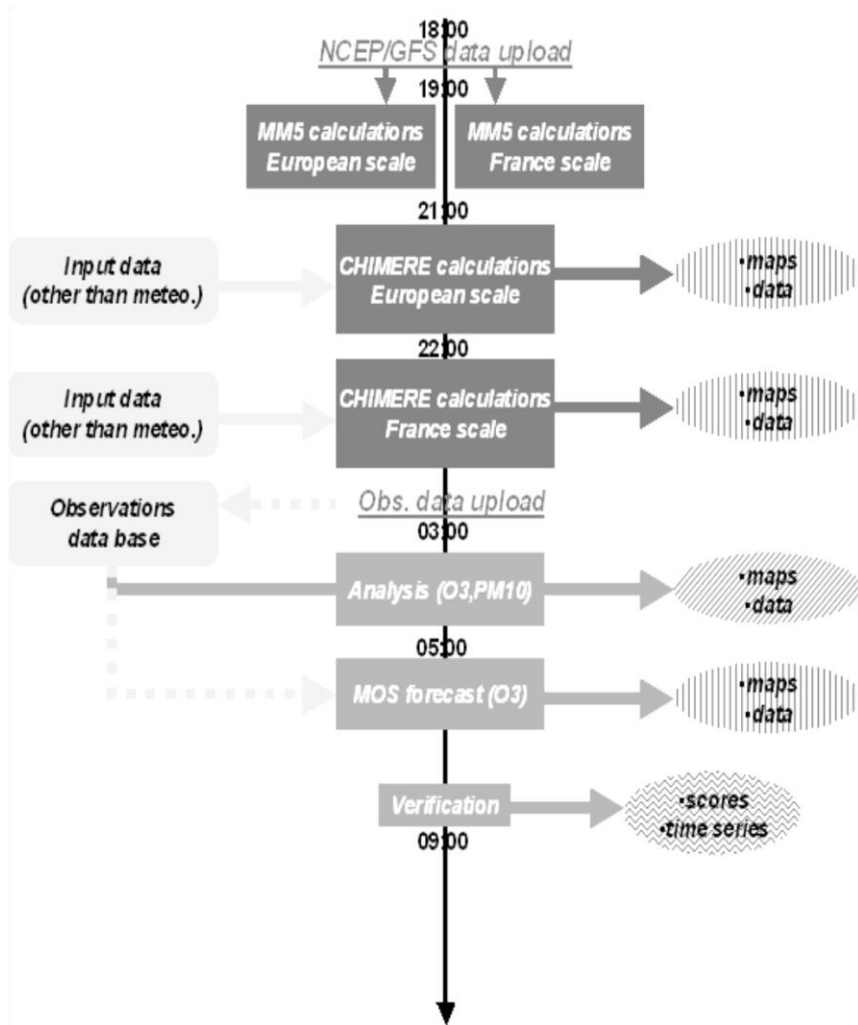 18:00
NCEP/GFS data upload
19:00
MM5 calculations
European scale
MM5 calculations
France scale
21:00
Input data
(other than meteo.)
CHIMERE calculations
European scale
▪maps
▪data
22:00
Input data
(other than meteo.)
CHIMERE calculations
France scale
▪maps
▪data
Observations
data base
Obs. data upload
03:00
Analysis (O3,PM10)
▪maps
▪data
05:00
MOS forecast (O3)
▪maps
▪data
Verification
▪scores
▪time series
09:00